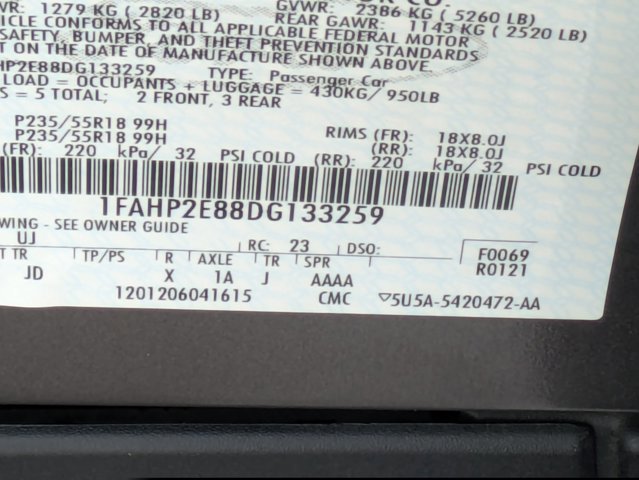 OR CO.
WR: 1279 KG ( 2820 LB)
GVWR: 2386 KG ( 5260 LB)
REAR GAWR: 1143 KG ( 2520 LB)
ICLE CONFORMS TO ALL APPLICABLE FEDERAL MOTOR
SAFETY, BUMPER, AND THEFT PREVENTION STANDARDS
T ON THE DATE OF MANUFACTURE SHOWN ABOVE.
HP2E88DG133259 TYPE: Passenger Car
LOAD = OCCUPANTS + LUGGAGE = 430KG/ 950LB
S = 5 TOTAL; 2 FRONT, 3 REAR
P235/55R18 99H RIMS (FR): 18X8.0J
P235/55R18 99H (RR): 18X8.0J
(FR): 220 kPa/ 32 PSI COLD (RR): 220 kPa/ 32 PSI COLD
1FAHP2E88DG133259
WING - SEE OWNER GUIDE
UJ RC: 23 DSO: F0069
T TR TP/PS R AXLE TR SPR R0121
JD X 1A J AAAA
1201206041615 CMC ▽5U5A-5420472-AA